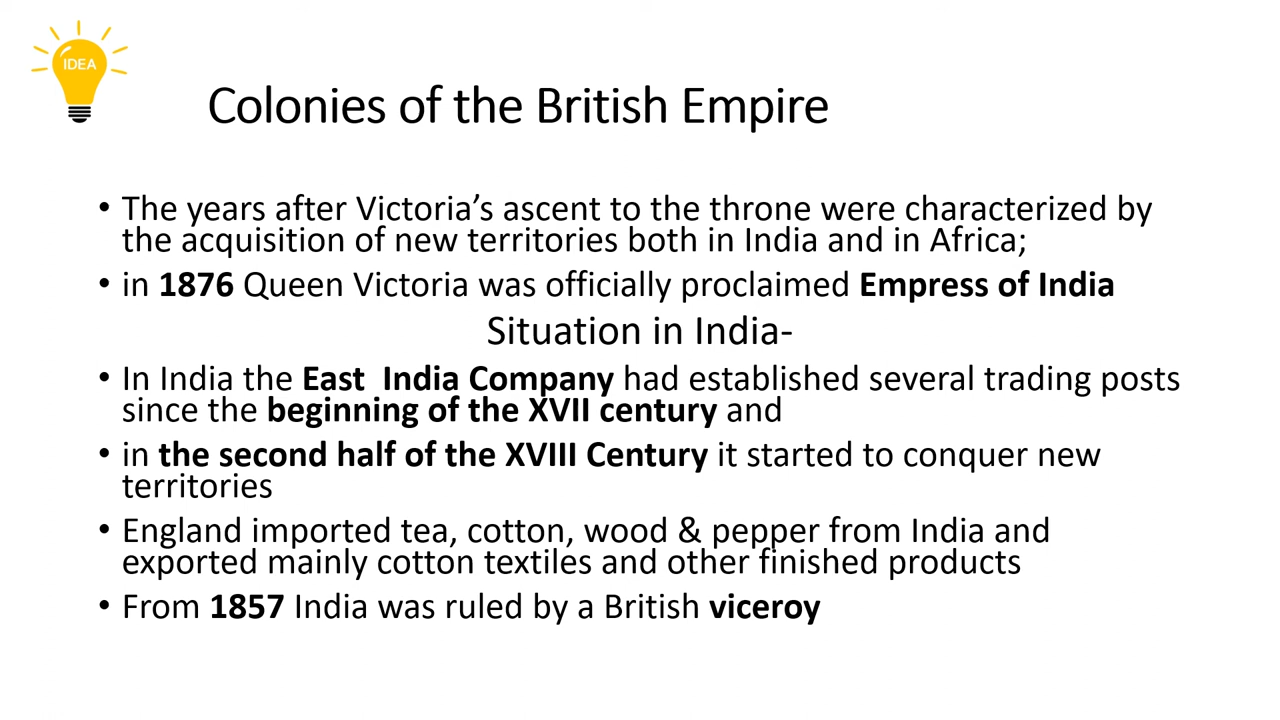 IDEA
Colonies of the British Empire
• The years after Victoria’s ascent to the throne were characterized by
the acquisition of new territories both in India and in Africa;
• in 1876 Queen Victoria was officially proclaimed Empress of India
Situation in India-
• In India the East  India Company had established several trading posts
since the beginning of the XVII century and
• in the second half of the XVIII Century it started to conquer new
territories
• England imported tea, cotton, wood & pepper from India and
exported mainly cotton textiles and other finished products
• From 1857 India was ruled by a British viceroy